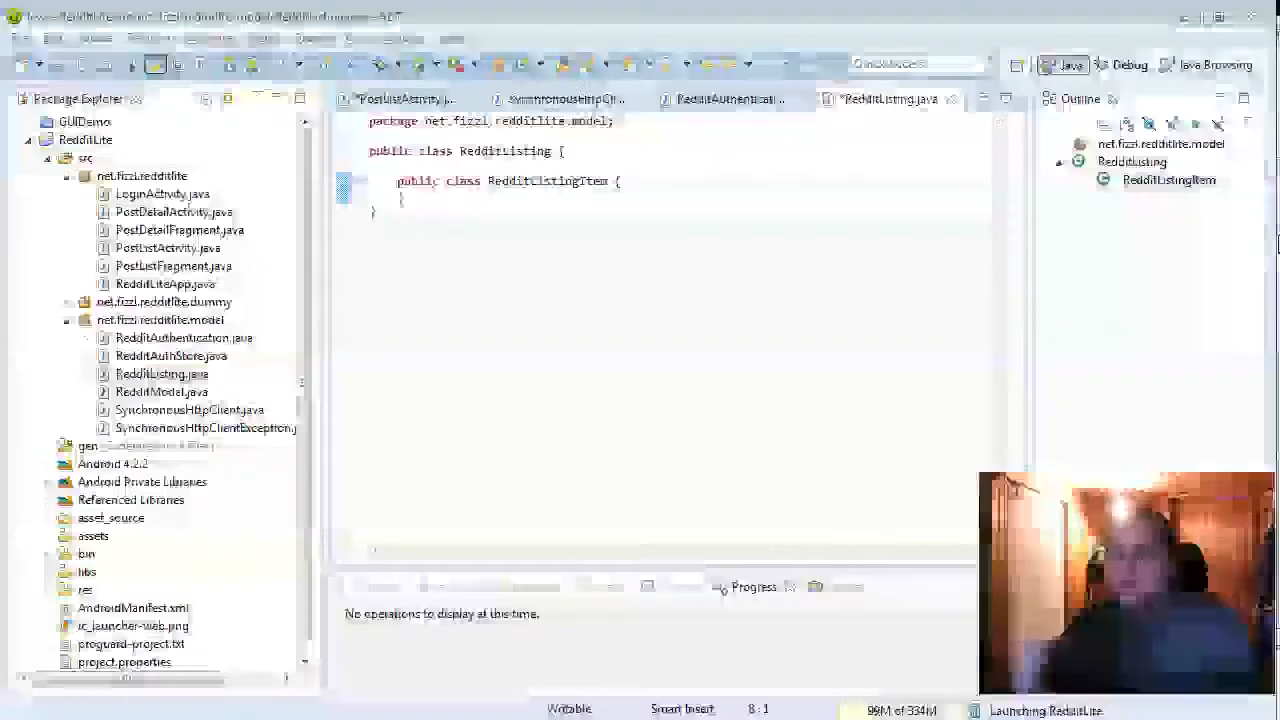 Java
Debug
Java Browsing
Package Explorer
*PostListActivity.j...
SynchronousHttpCl...
RedditAuthenticati...
*RedditListing.java
Outline
GUIDemo
RedditLite
src
net.fizzl.redditlite
LoginActivity.java
PostDetailActivity.java
PostDetailFragment.java
PostListActivity.java
PostListFragment.java
RedditLiteApp.java
net.fizzl.redditlite.dummy
net.fizzl.redditlite.model
RedditAuthentication.java
RedditAuthStore.java
RedditListing.java
RedditModel.java
SynchronousHttpClient.java
SynchronousHttpClientException.j
gen
Android 4.2.2
Android Private Libraries
Referenced Libraries
asset_source
assets
bin
libs
res
AndroidManifest.xml
ic_launcher-web.png
proguard-project.txt
project.properties
package net.fizzl.redditlite.model;
public class RedditListing {
public class RedditListingItem {
}
}
net.fizzl.redditlite.model
RedditListing
RedditListingItem
Progress
No operations to display at this time.
Writable
Smart Insert
8 : 1
99M of 334M
Launching RedditLite